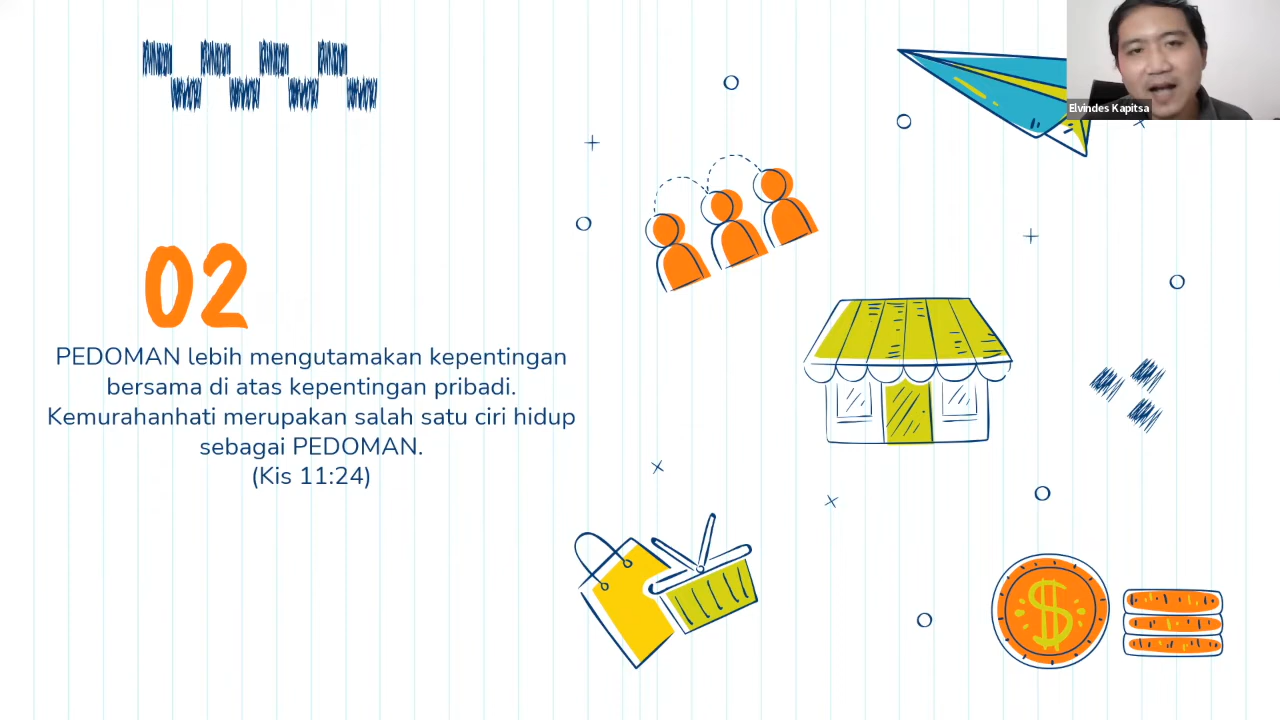 Elvindes Kapitsa
02
PEDOMAN lebih mengutamakan kepentingan
bersama di atas kepentingan pribadi.
Kemurahanhati merupakan salah satu ciri hidup
sebagai PEDOMAN.
(Kis 11:24)
$